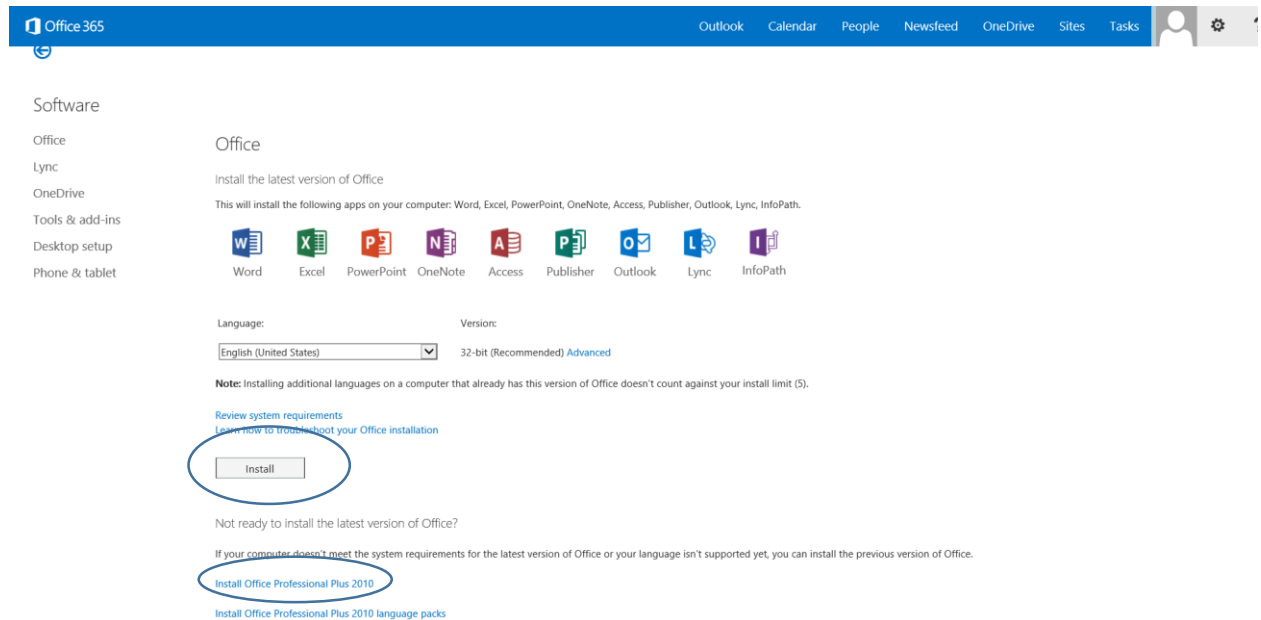 Office 365
Outlook Calendar People Newsfeed OneDrive Sites Tasks ?
Software
Office
Lync
OneDrive
Tools & add-ins
Desktop setup
Phone & tablet
Office
Install the latest version of Office
This will install the following apps on your computer: Word, Excel, PowerPoint, OneNote, Access, Publisher, Outlook, Lync, InfoPath.
Word Excel PowerPoint OneNote Access Publisher Outlook Lync InfoPath
Language: Version:
English (United States) 32-bit (Recommended) Advanced
Note: Installing additional languages on a computer that already has this version of Office doesn't count against your install limit (5).
Review system requirements
Learn how to troubleshoot your Office installation
Install
Not ready to install the latest version of Office?
If your computer doesn't meet the system requirements for the latest version of Office or your language isn't supported yet, you can install the previous version of Office.
Install Office Professional Plus 2010
Install Office Professional Plus 2010 language packs